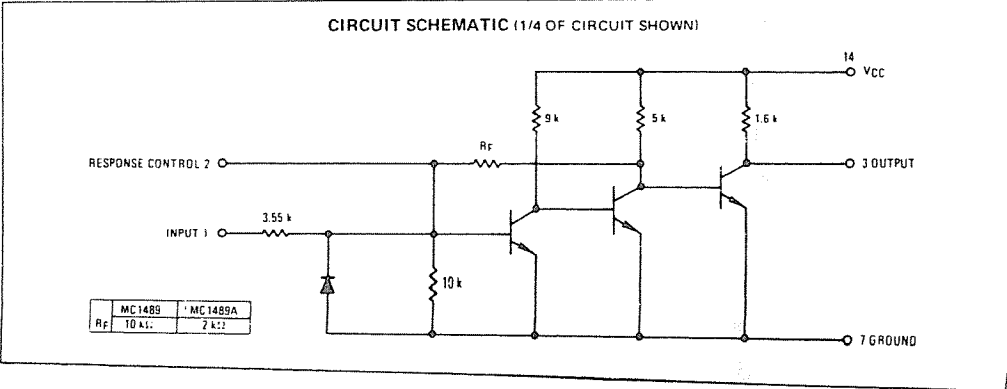 CIRCUIT SCHEMATIC (1/4 OF CIRCUIT SHOWN)
14
VCC
9 k
5 k
1.6 k
RF
RESPONSE CONTROL 2
3 OUTPUT
3.55 k
INPUT 1
10 k
MC1489 MC1489A
RF 10 kΩ 2 kΩ
7 GROUND